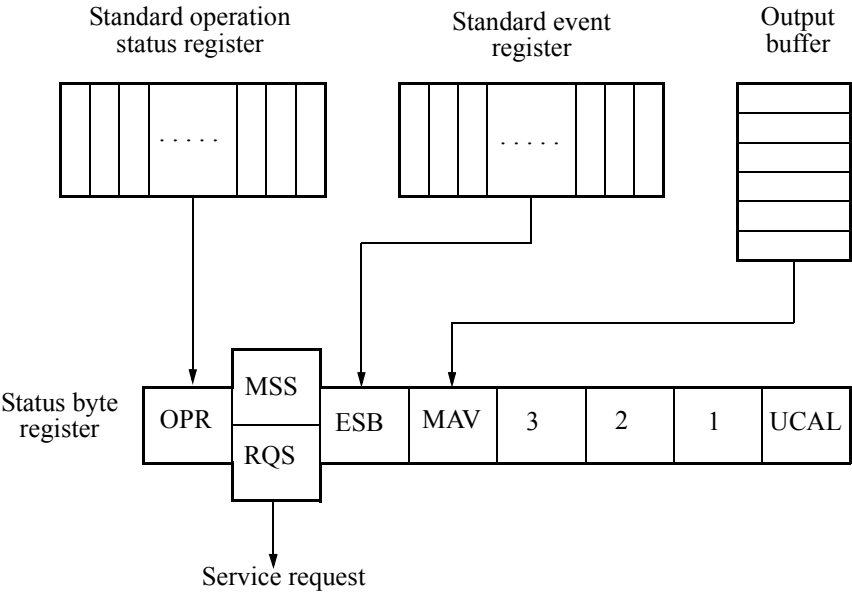 Standard operation
status register
Standard event
register
Output
buffer
. . . . .
. . . . .
Status byte
register
OPR
MSS
RQS
ESB
MAV
3
2
1
UCAL
Service request